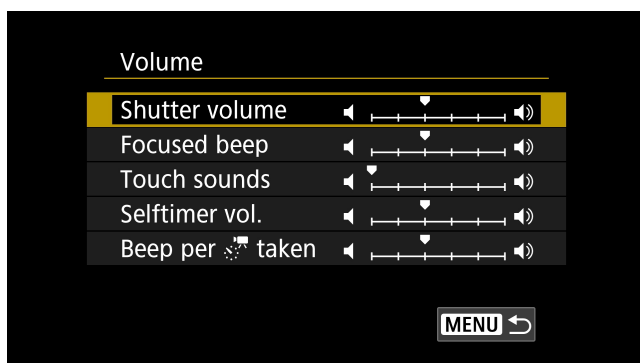 Volume
Shutter volume
Focused beep
Touch sounds
Selftimer vol.
Beep per taken
MENU